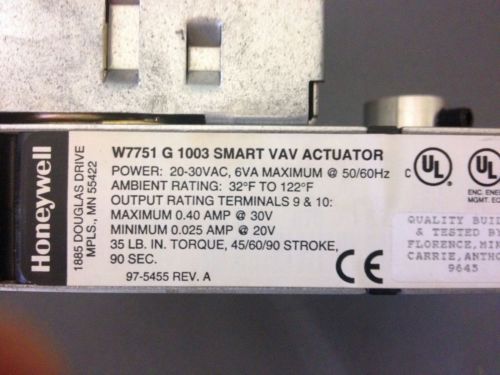 Honeywell
1885 DOUGLAS DRIVE
MPLS., MN 55422
W7751 G 1003 SMART VAV ACTUATOR
POWER: 20-30VAC, 6VA MAXIMUM @ 50/60Hz
AMBIENT RATING: 32°F TO 122°F
OUTPUT RATING TERMINALS 9 & 10:
MAXIMUM 0.40 AMP @ 30V
MINIMUM 0.025 AMP @ 20V
35 LB. IN. TORQUE, 45/60/90 STROKE,
90 SEC.
97-5455 REV. A
CE
C UL
UL
ENC. ENE
MGMT. EQ
QUALITY BUI
& TESTED BY
FLORENCE, MIN
CARRIE, ANTHO
9645